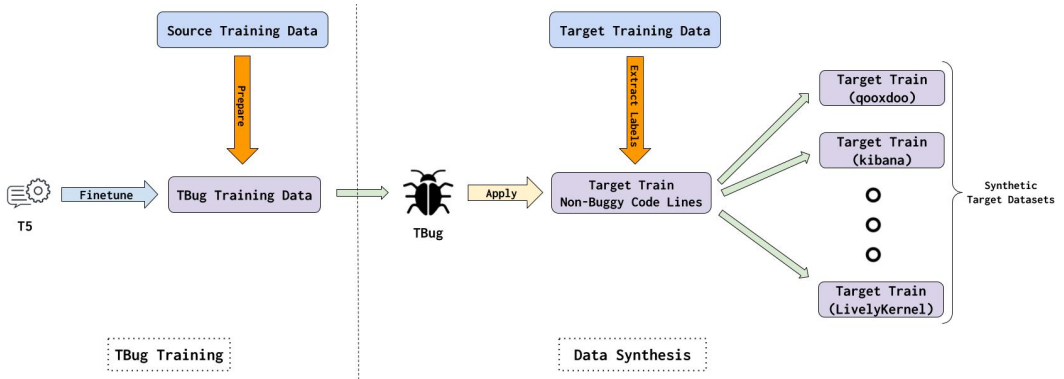 Source Training Data
Target Training Data
Prepare
Extract Labels
Target Train
(qooxdoo)
Target Train
(kibana)
T5
Finetune
TBug Training Data
TBug
Apply
Target Train
Non-Buggy Code Lines
Synthetic
Target Datasets
Target Train
(LivelyKernel)
TBug Training
Data Synthesis